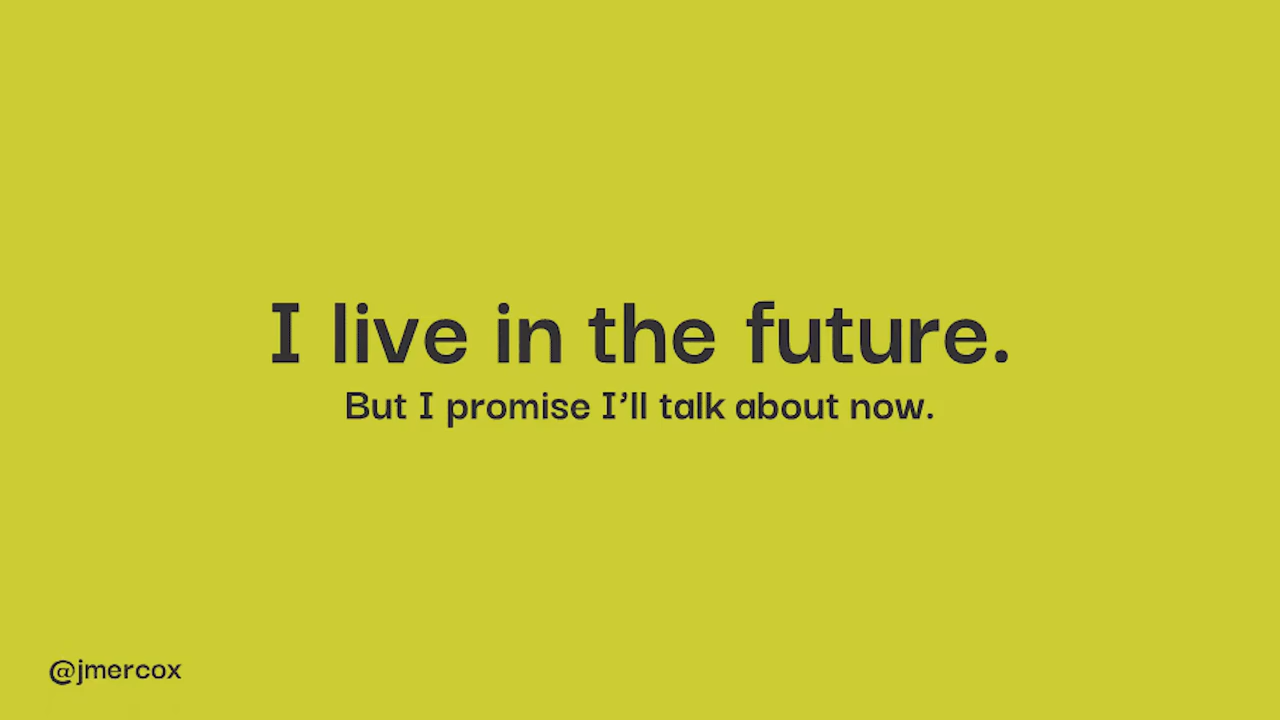 I live in the future.
But I promise I’ll talk about now.
@jmercox